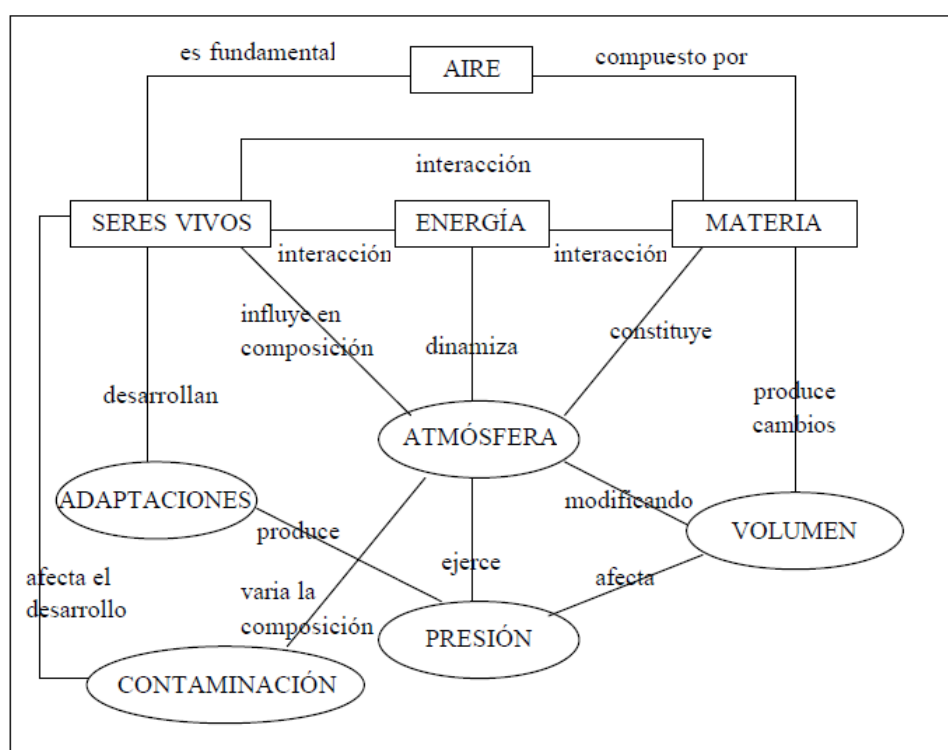 es fundamental
AIRE
compuesto por
interacción
SERES VIVOS
ENERGÍA
MATERIA
interacción
interacción
influye en
composición
dinamiza
constituye
desarrollan
produce
cambios
ATMÓSFERA
ADAPTACIONES
modificando
VOLUMEN
produce
ejerce
afecta
afecta el
desarrollo
varia la
composición
PRESIÓN
CONTAMINACIÓN